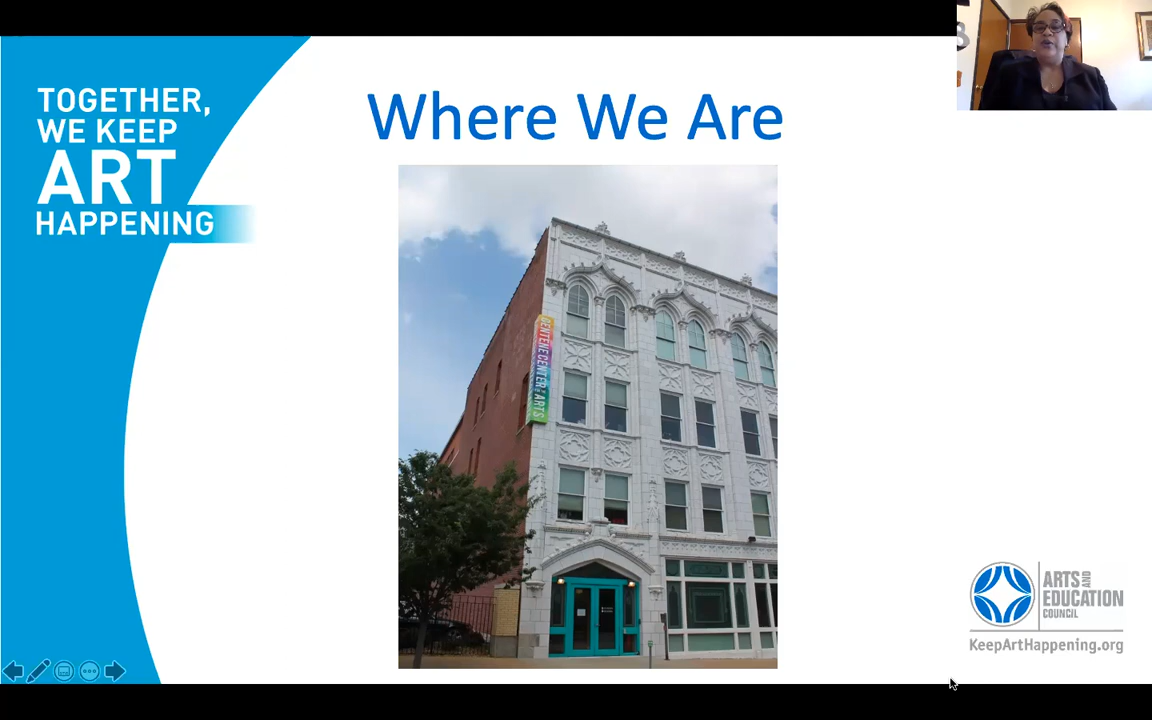 TOGETHER,
WE KEEP
ART
HAPPENING
Where We Are
CENTENE CENTER FOR THE ARTS
ARTS AND
EDUCATION
COUNCIL
KeepArtHappening.org